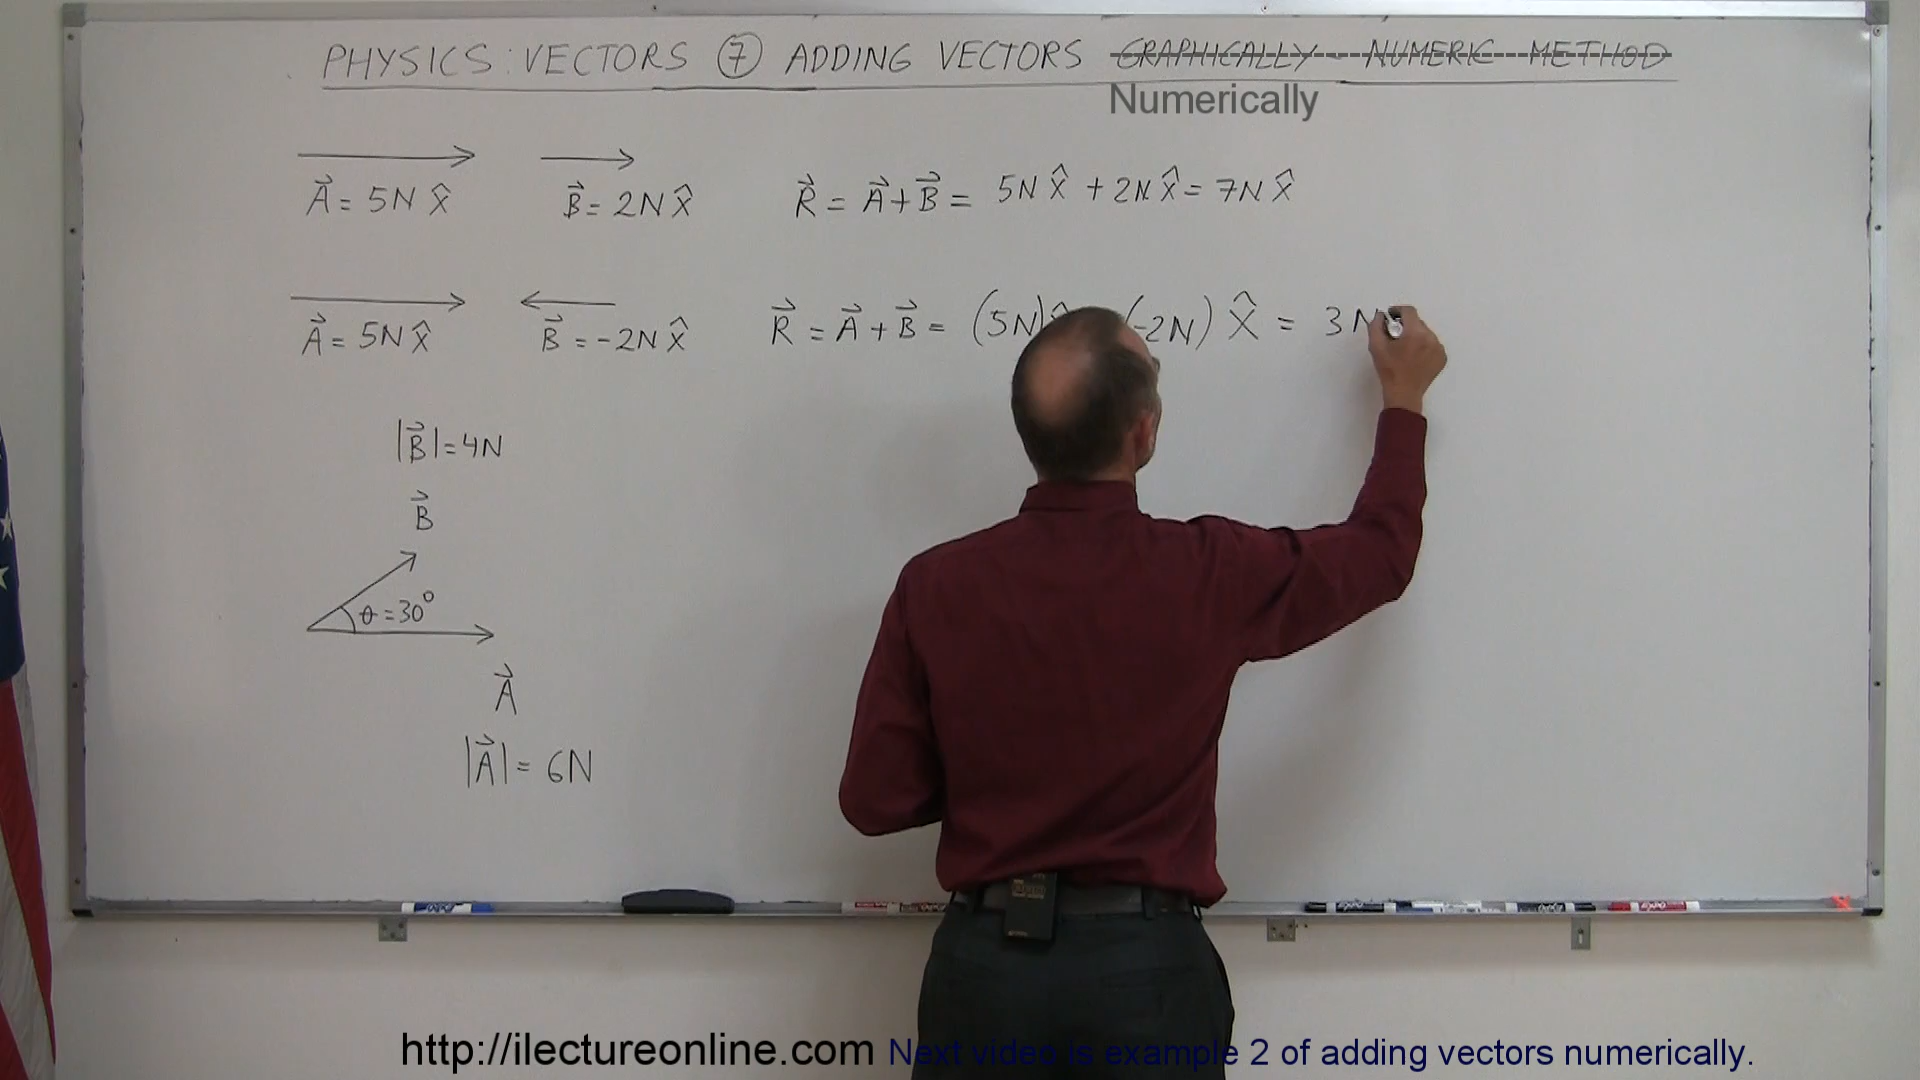 PHYSICS: VECTORS ⑦ ADDING VECTORS GRAPHICALLY - NUMERIC METHOD
Numerically
A⃗ = 5N x̂ B⃗ = 2N x̂ R⃗ = A⃗ + B⃗ = 5N x̂ + 2N x̂ = 7N x̂
A⃗ = 5N x̂ B⃗ = -2N x̂ R⃗ = A⃗ + B⃗ = (5N) (-2N) x̂ = 3N
|B⃗| = 4N
B⃗
θ = 30°
A⃗
|A⃗| = 6N
http://ilectureonline.com Next video is example 2 of adding vectors numerically.